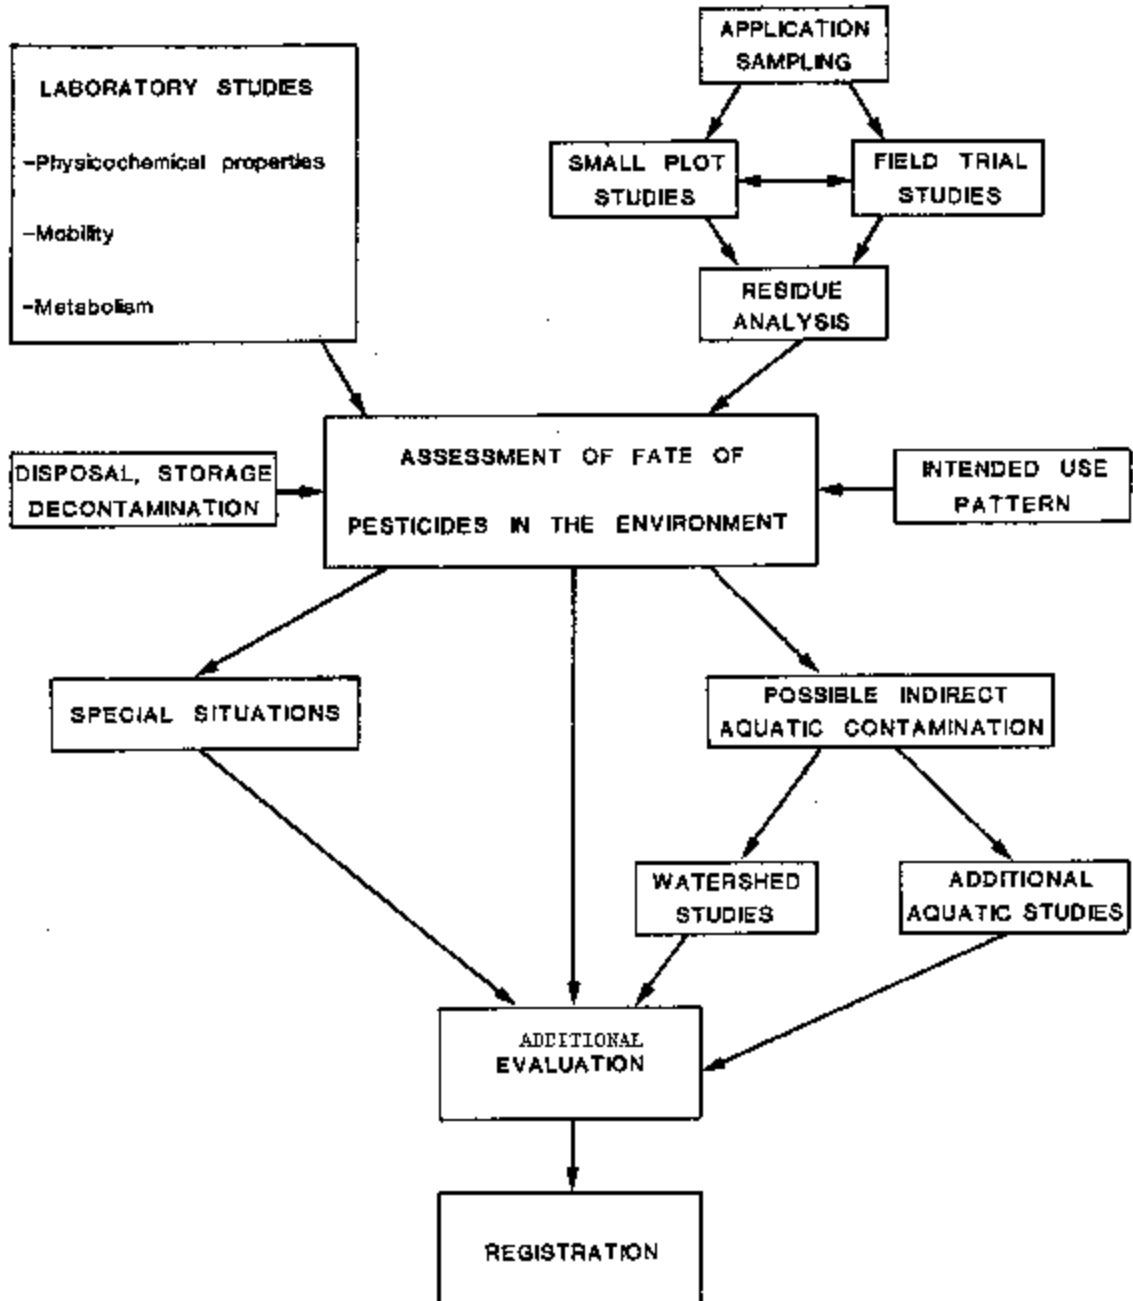 APPLICATION
SAMPLING
LABORATORY STUDIES
-Physicochemical properties
-Mobility
-Metabolism
SMALL PLOT
STUDIES
FIELD TRIAL
STUDIES
RESIDUE
ANALYSIS
ASSESSMENT OF FATE OF
PESTICIDES IN THE ENVIRONMENT
DISPOSAL, STORAGE
DECONTAMINATION
INTENDED USE
PATTERN
SPECIAL SITUATIONS
POSSIBLE INDIRECT
AQUATIC CONTAMINATION
WATERSHED
STUDIES
ADDITIONAL
AQUATIC STUDIES
ADDITIONAL
EVALUATION
REGISTRATION